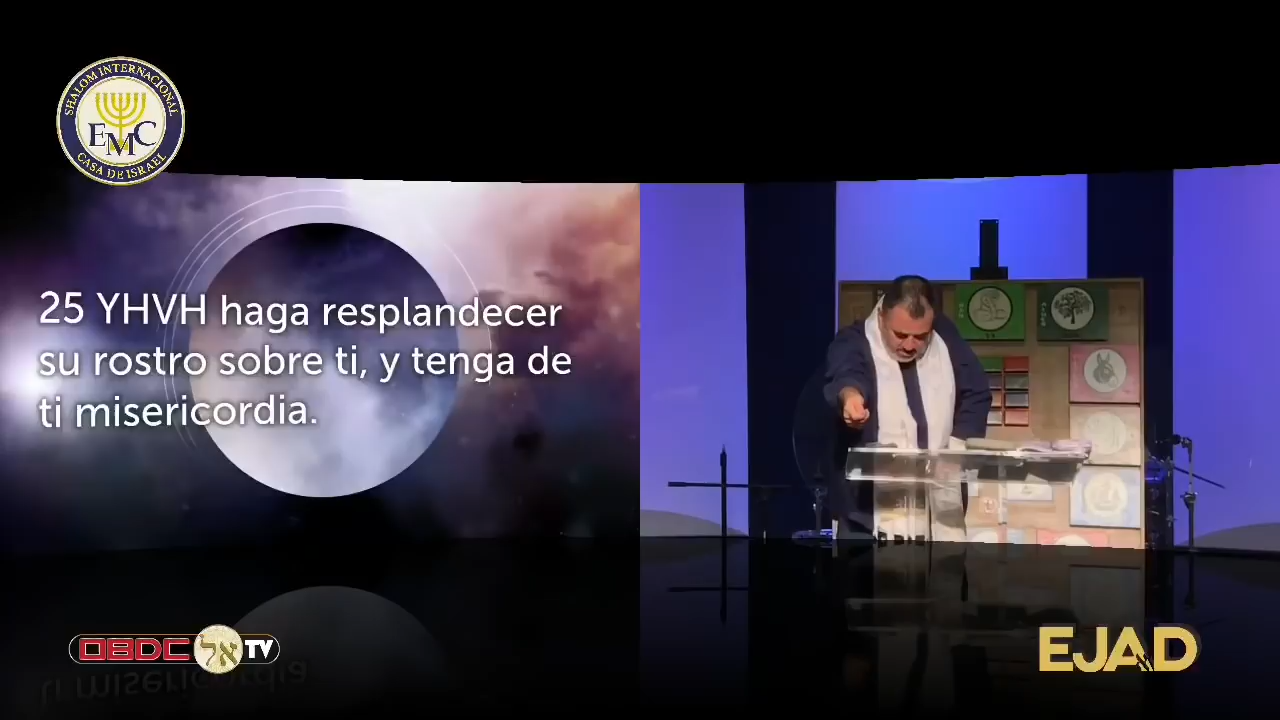 SHALOM INTERNACIONAL
EMC
CASA DE ISRAEL
25 YHVH haga resplandecer
su rostro sobre ti, y tenga de
ti misericordia.
OBDC אל TV
EJAD